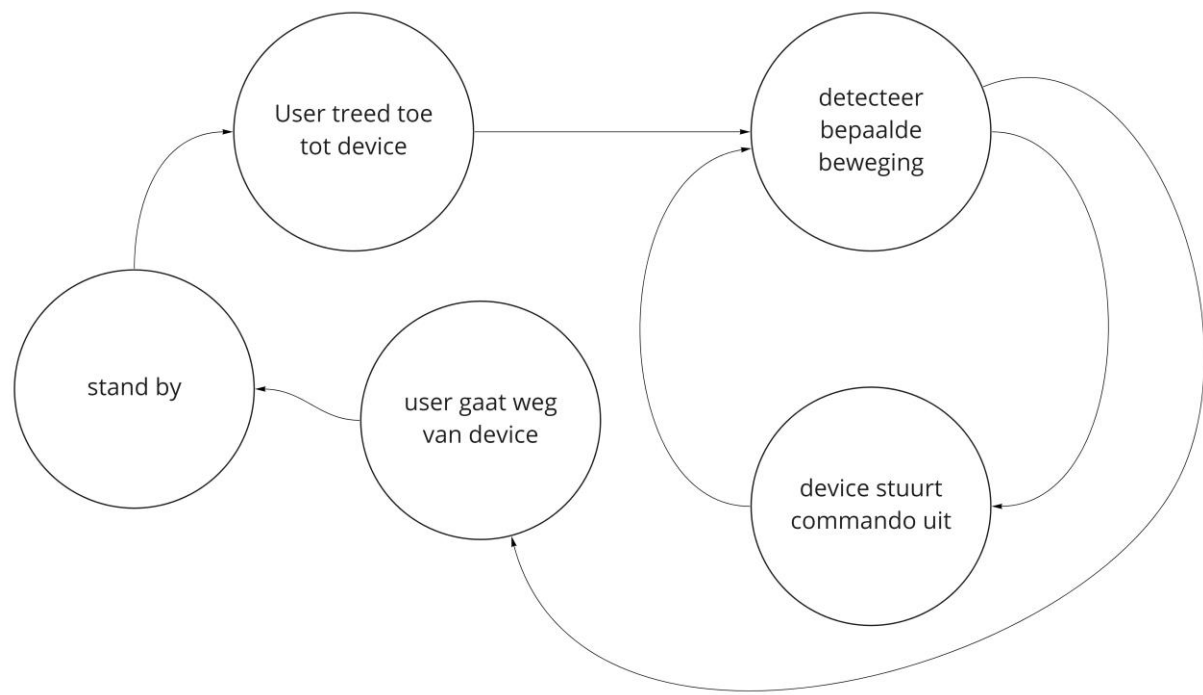 User treed toe
tot device
detecteer
bepaalde
beweging
stand by
user gaat weg
van device
device stuurt
commando uit